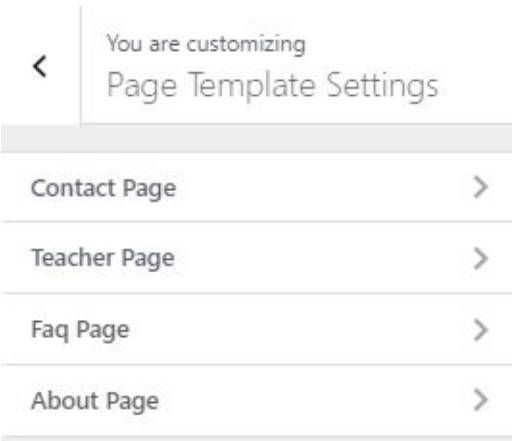 You are customizing
Page Template Settings
Contact Page
Teacher Page
Faq Page
About Page